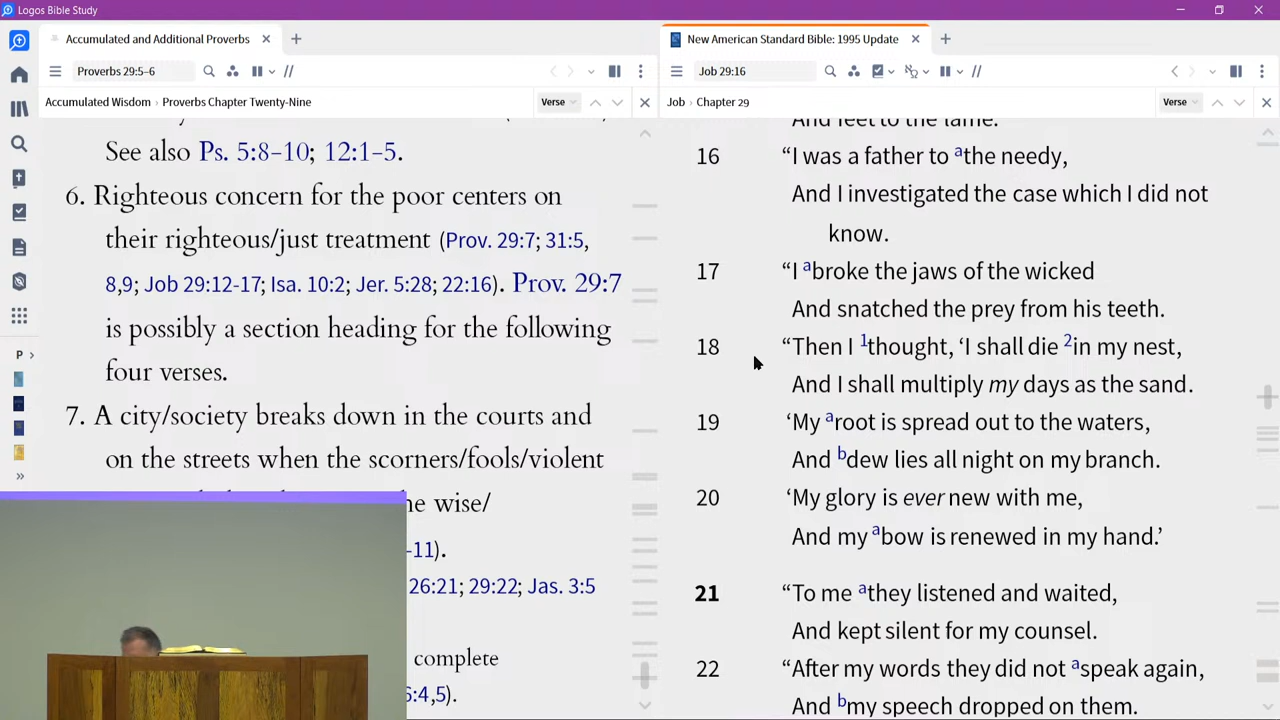 Logos Bible Study
Accumulated and Additional Proverbs
Proverbs 29:5–6
Accumulated Wisdom › Proverbs Chapter Twenty-Nine
Verse
See also Ps. 5:8–10; 12:1–5.
6. Righteous concern for the poor centers on
their righteous/just treatment (Prov. 29:7; 31:5,
8,9; Job 29:12-17; Isa. 10:2; Jer. 5:28; 22:16). Prov. 29:7
is possibly a section heading for the following
four verses.
7. A city/society breaks down in the courts and
on the streets when the scorners/fools/violent
he wise/
-11).
26:21; 29:22; Jas. 3:5
complete
6:4,5).
P
New American Standard Bible: 1995 Update
Job 29:16
Job › Chapter 29
Verse
And feet to the lame.
16 “I was a father to a the needy,
And I investigated the case which I did not
know.
17 “I a broke the jaws of the wicked
And snatched the prey from his teeth.
18 “Then I 1 thought, ‘I shall die 2 in my nest,
And I shall multiply my days as the sand.
19 ‘My a root is spread out to the waters,
And b dew lies all night on my branch.
20 ‘My glory is ever new with me,
And my a bow is renewed in my hand.’
21 “To me a they listened and waited,
And kept silent for my counsel.
22 “After my words they did not a speak again,
And b my speech dropped on them.